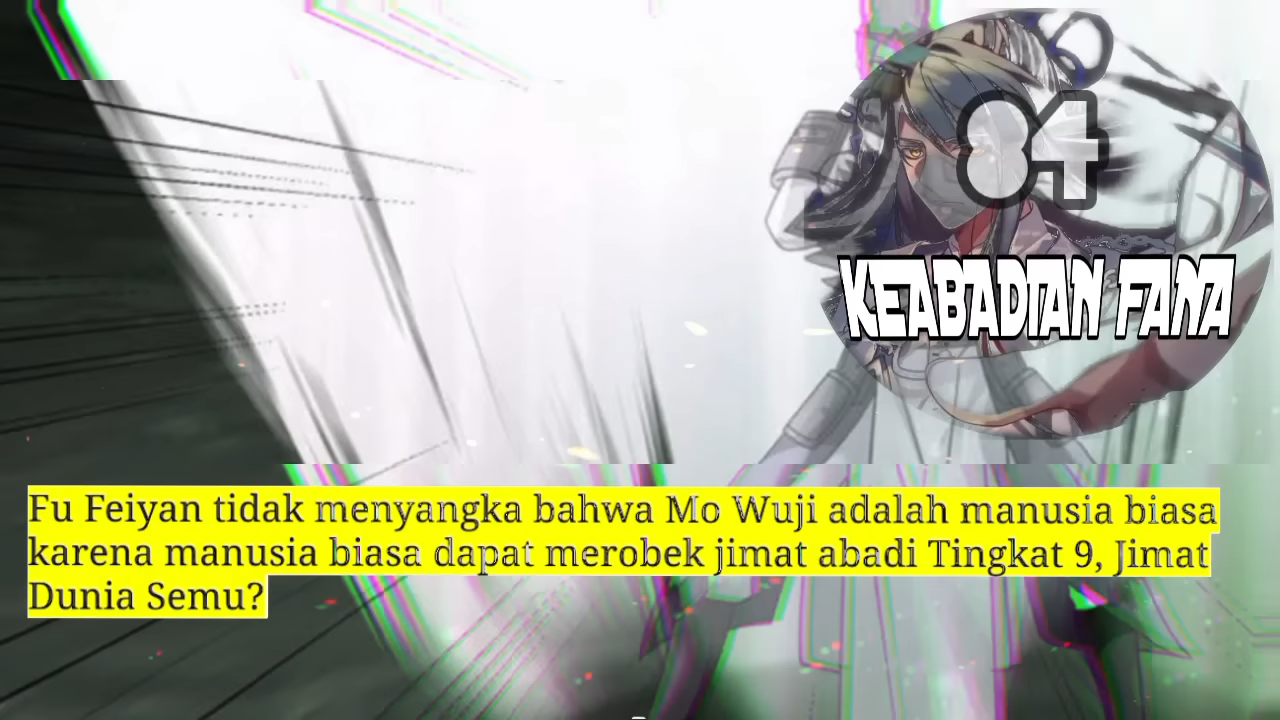 84
KEABADIAN FANA
Fu Feiyan tidak menyangka bahwa Mo Wuji adalah manusia biasa
karena manusia biasa dapat merobek jimat abadi Tingkat 9, Jimat
Dunia Semu?